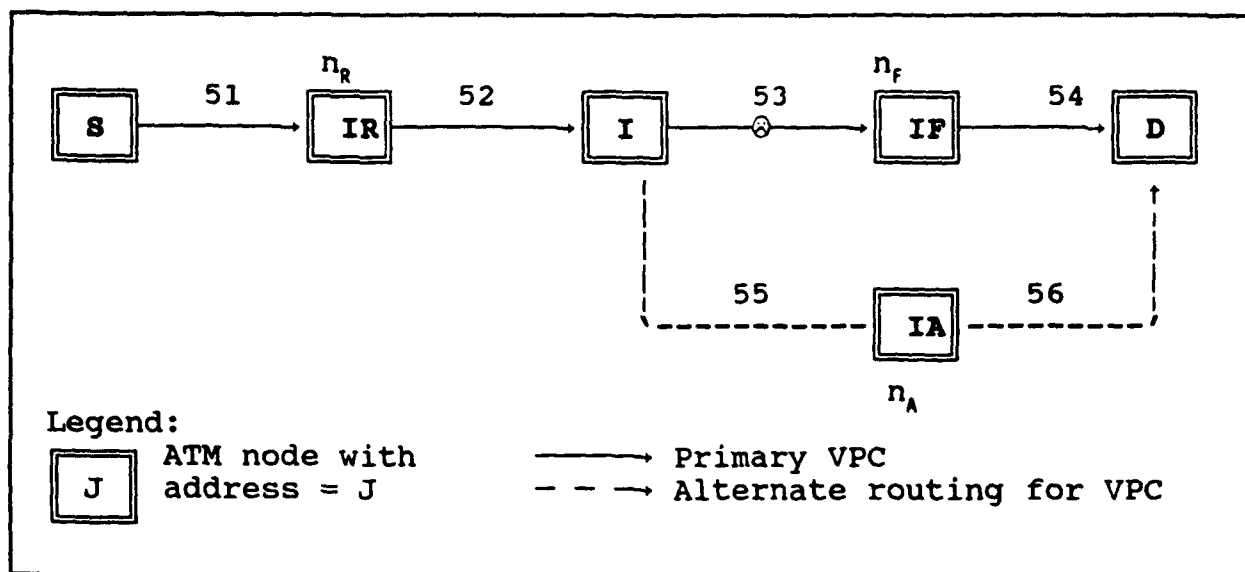 n_R
n_F
51
52
53
54
S
IR
I
IF
D
55
56
IA
n_A
Legend:
J
ATM node with
address = J
Primary VPC
Alternate routing for VPC